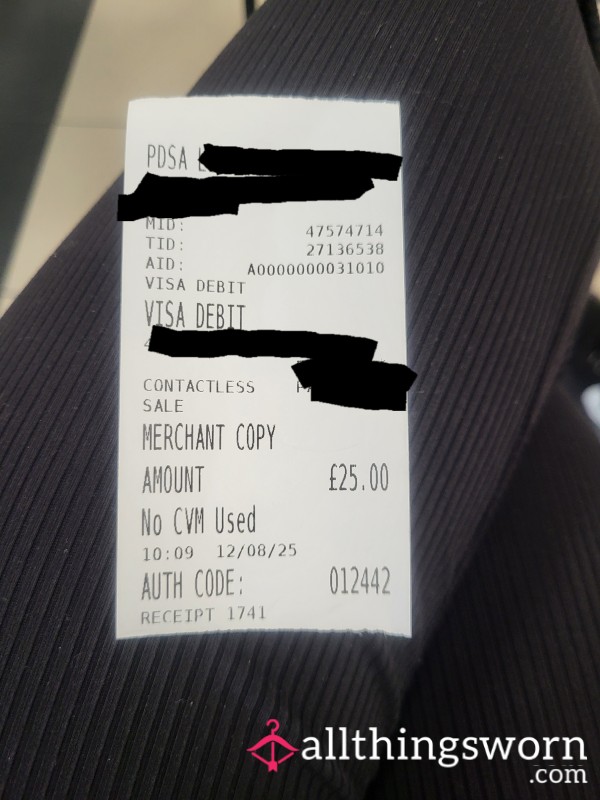 PDSA
MID: 47574714
TID: 27136538
AID: A0000000031010
VISA DEBIT
VISA DEBIT
CONTACTLESS
SALE
MERCHANT COPY
AMOUNT £25.00
No CVM Used
10:09 12/08/25
AUTH CODE: 012442
RECEIPT 1741
allthingsworn
.com